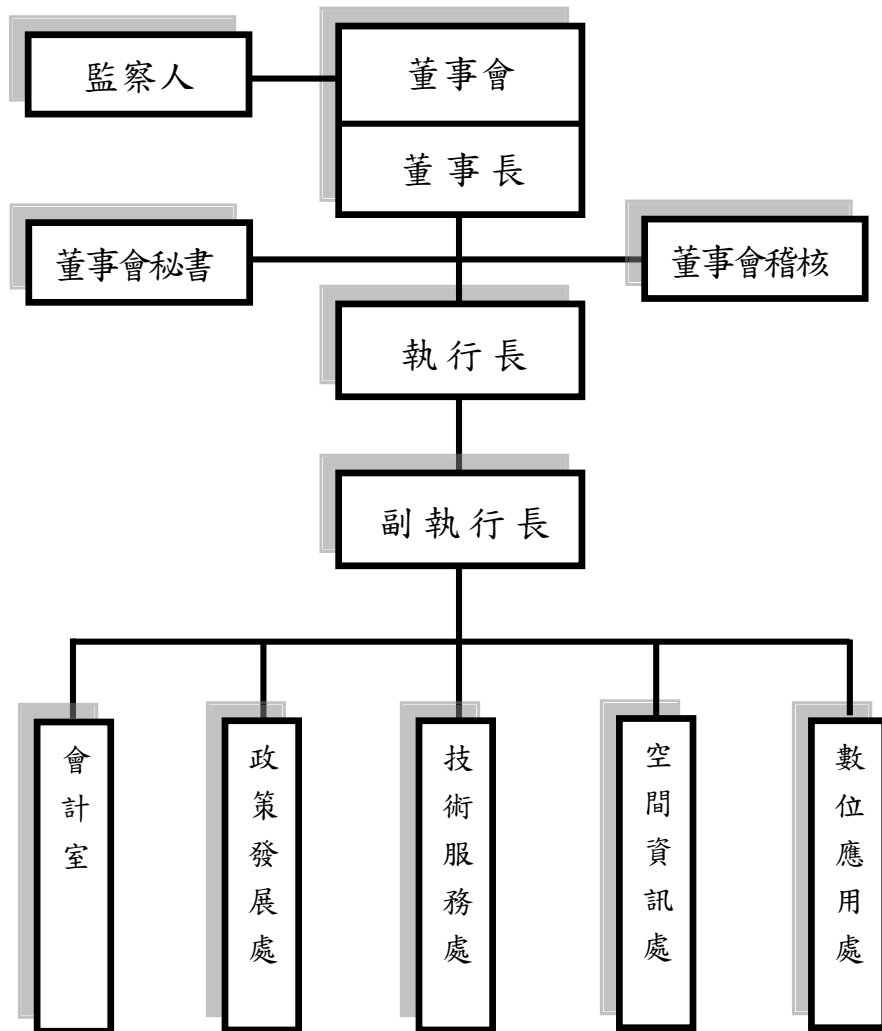 監察人
董事會
董事長
董事會秘書
董事會稽核
執行長
副執行長
會計室
政策發展處
技術服務處
空間資訊處
數位應用處